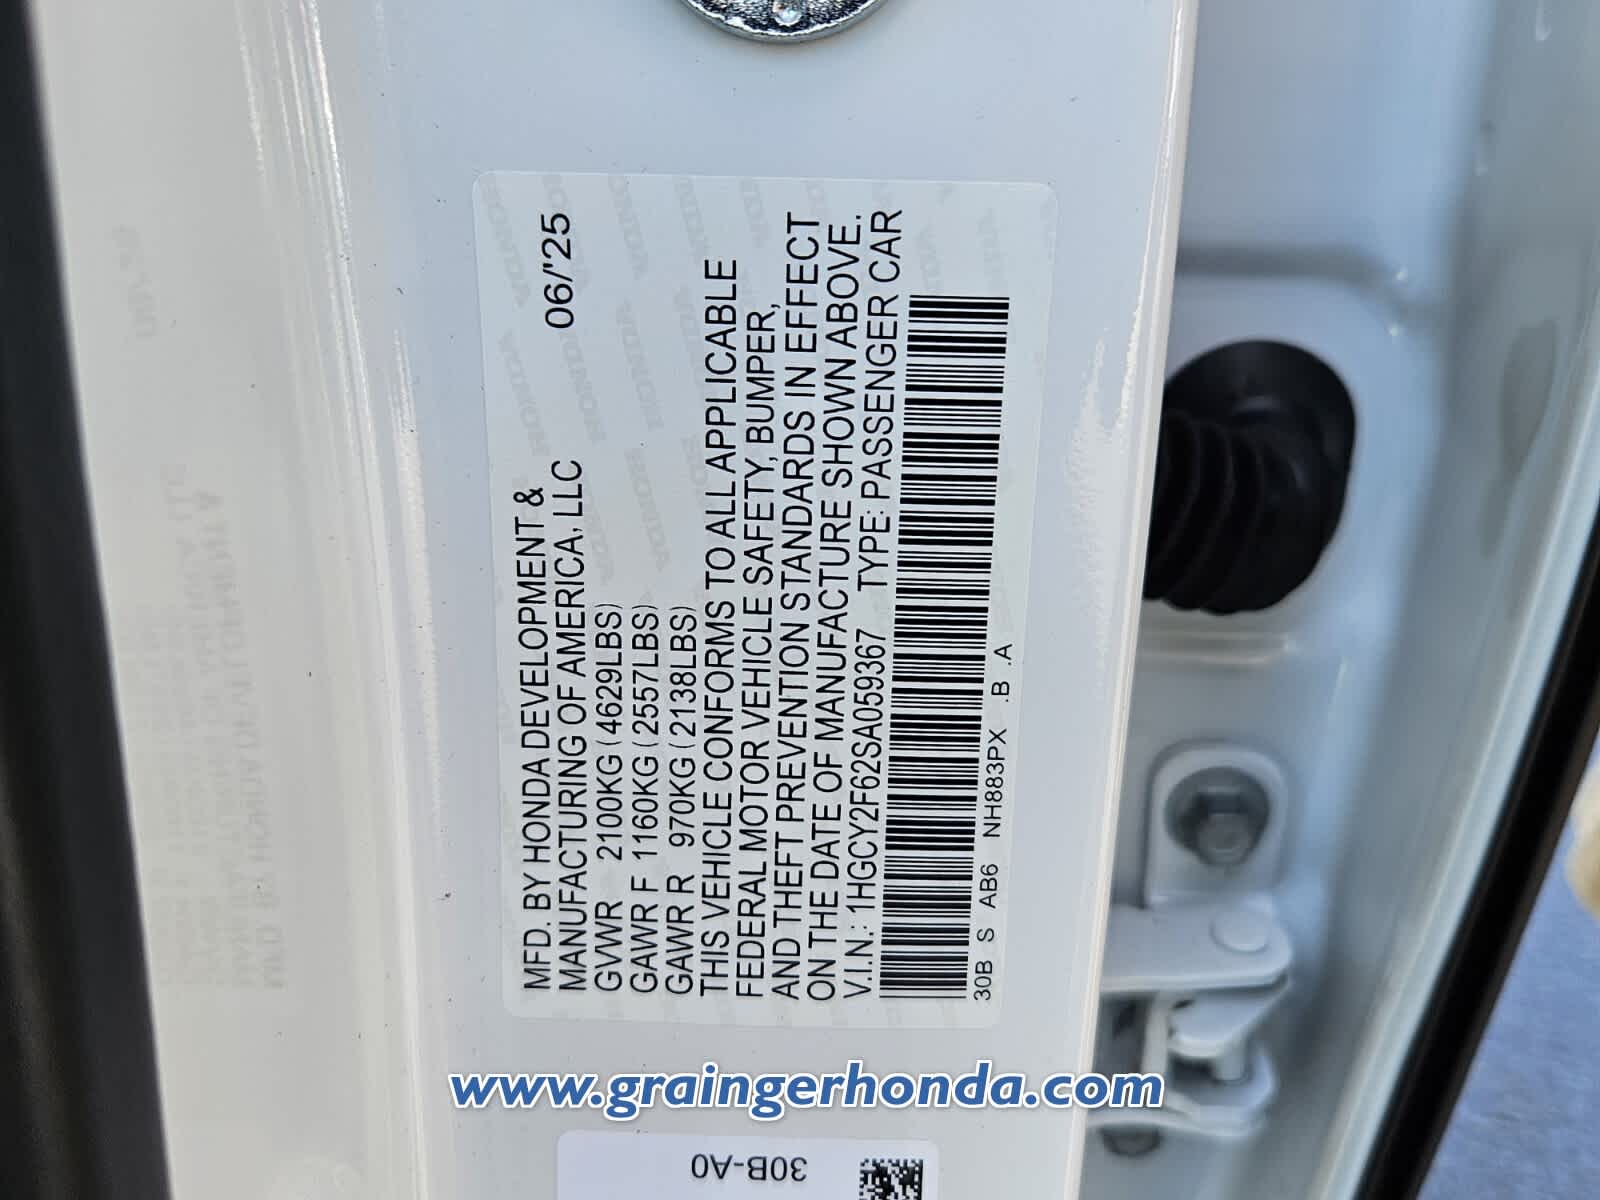 MFD. BY HONDA DEVELOPMENT & 06/'25
MANUFACTURING OF AMERICA, LLC
GVWR 2100KG (4629LBS)
GAWR F 1160KG (2557LBS)
GAWR R 970KG (2138LBS)
THIS VEHICLE CONFORMS TO ALL APPLICABLE
FEDERAL MOTOR VEHICLE SAFETY, BUMPER,
AND THEFT PREVENTION STANDARDS IN EFFECT
ON THE DATE OF MANUFACTURE SHOWN ABOVE.
V.I.N.: 1HGCY2F62SA059367 TYPE: PASSENGER CAR
30B S AB6 NH883PX .B .A
www.graingerhonda.com
30B-A0